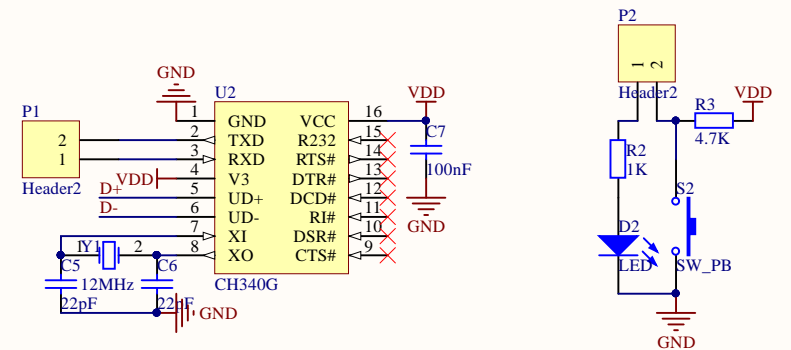 P2
1
2
Header2
GND
U2
VDD
R3
VDD
4.7K
P1
2
1
Header2
1
GND
VCC
16
2
TXD
R232
15
3
RXD
RTS#
14
4
V3
DTR#
13
5
UD+
DCD#
12
6
UD-
RI#
11
7
XI
DSR#
10
8
XO
CTS#
9
CH340G
VDD
D+
D-
C7
100nF
GND
1
Y1
2
12MHz
C5
22pF
C6
22pF
GND
R2
1K
S2
SW_PB
D2
LED
GND